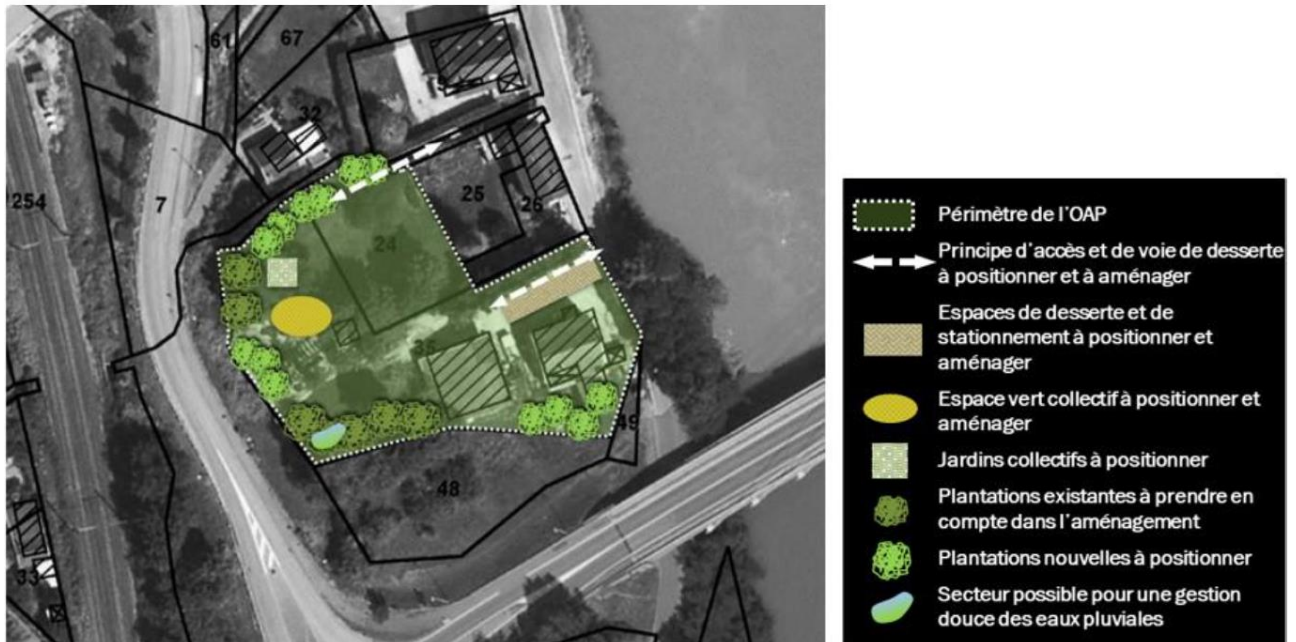 61
67
32
254
7
25
26
24
48
49
33
Périmètre de l'OAP
Principe d'accès et de voie de desserte
à positionner et à aménager
Espaces de desserte et de
stationnement à positionner et
aménager
Espace vert collectif à positionner et
aménager
Jardins collectifs à positionner
Plantations existantes à prendre en
compte dans l'aménagement
Plantations nouvelles à positionner
Secteur possible pour une gestion
douce des eaux pluviales